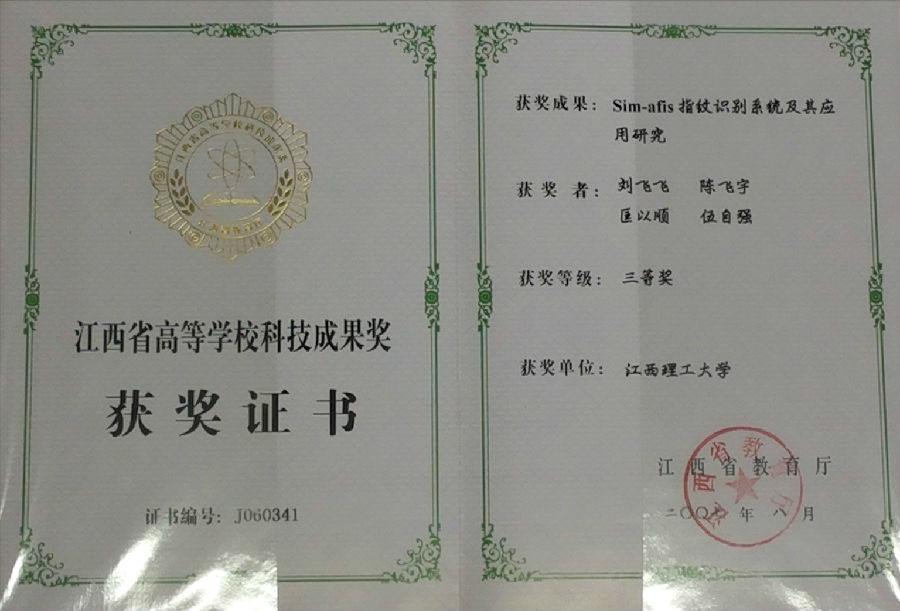 江西省高等学校科技成果奖
获奖证书
证书编号：J060341
获奖成果：Sim-afis 指纹识别系统及其应
用研究
获奖者：刘飞飞 陈飞宇
匡以顺 伍自强
获奖等级：三等奖
获奖单位：江西理工大学
江西省教育厅
二〇〇七年八月